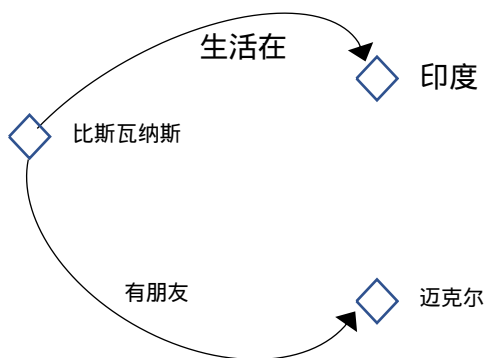 生活在
印度
比斯瓦纳斯
有朋友
迈克尔